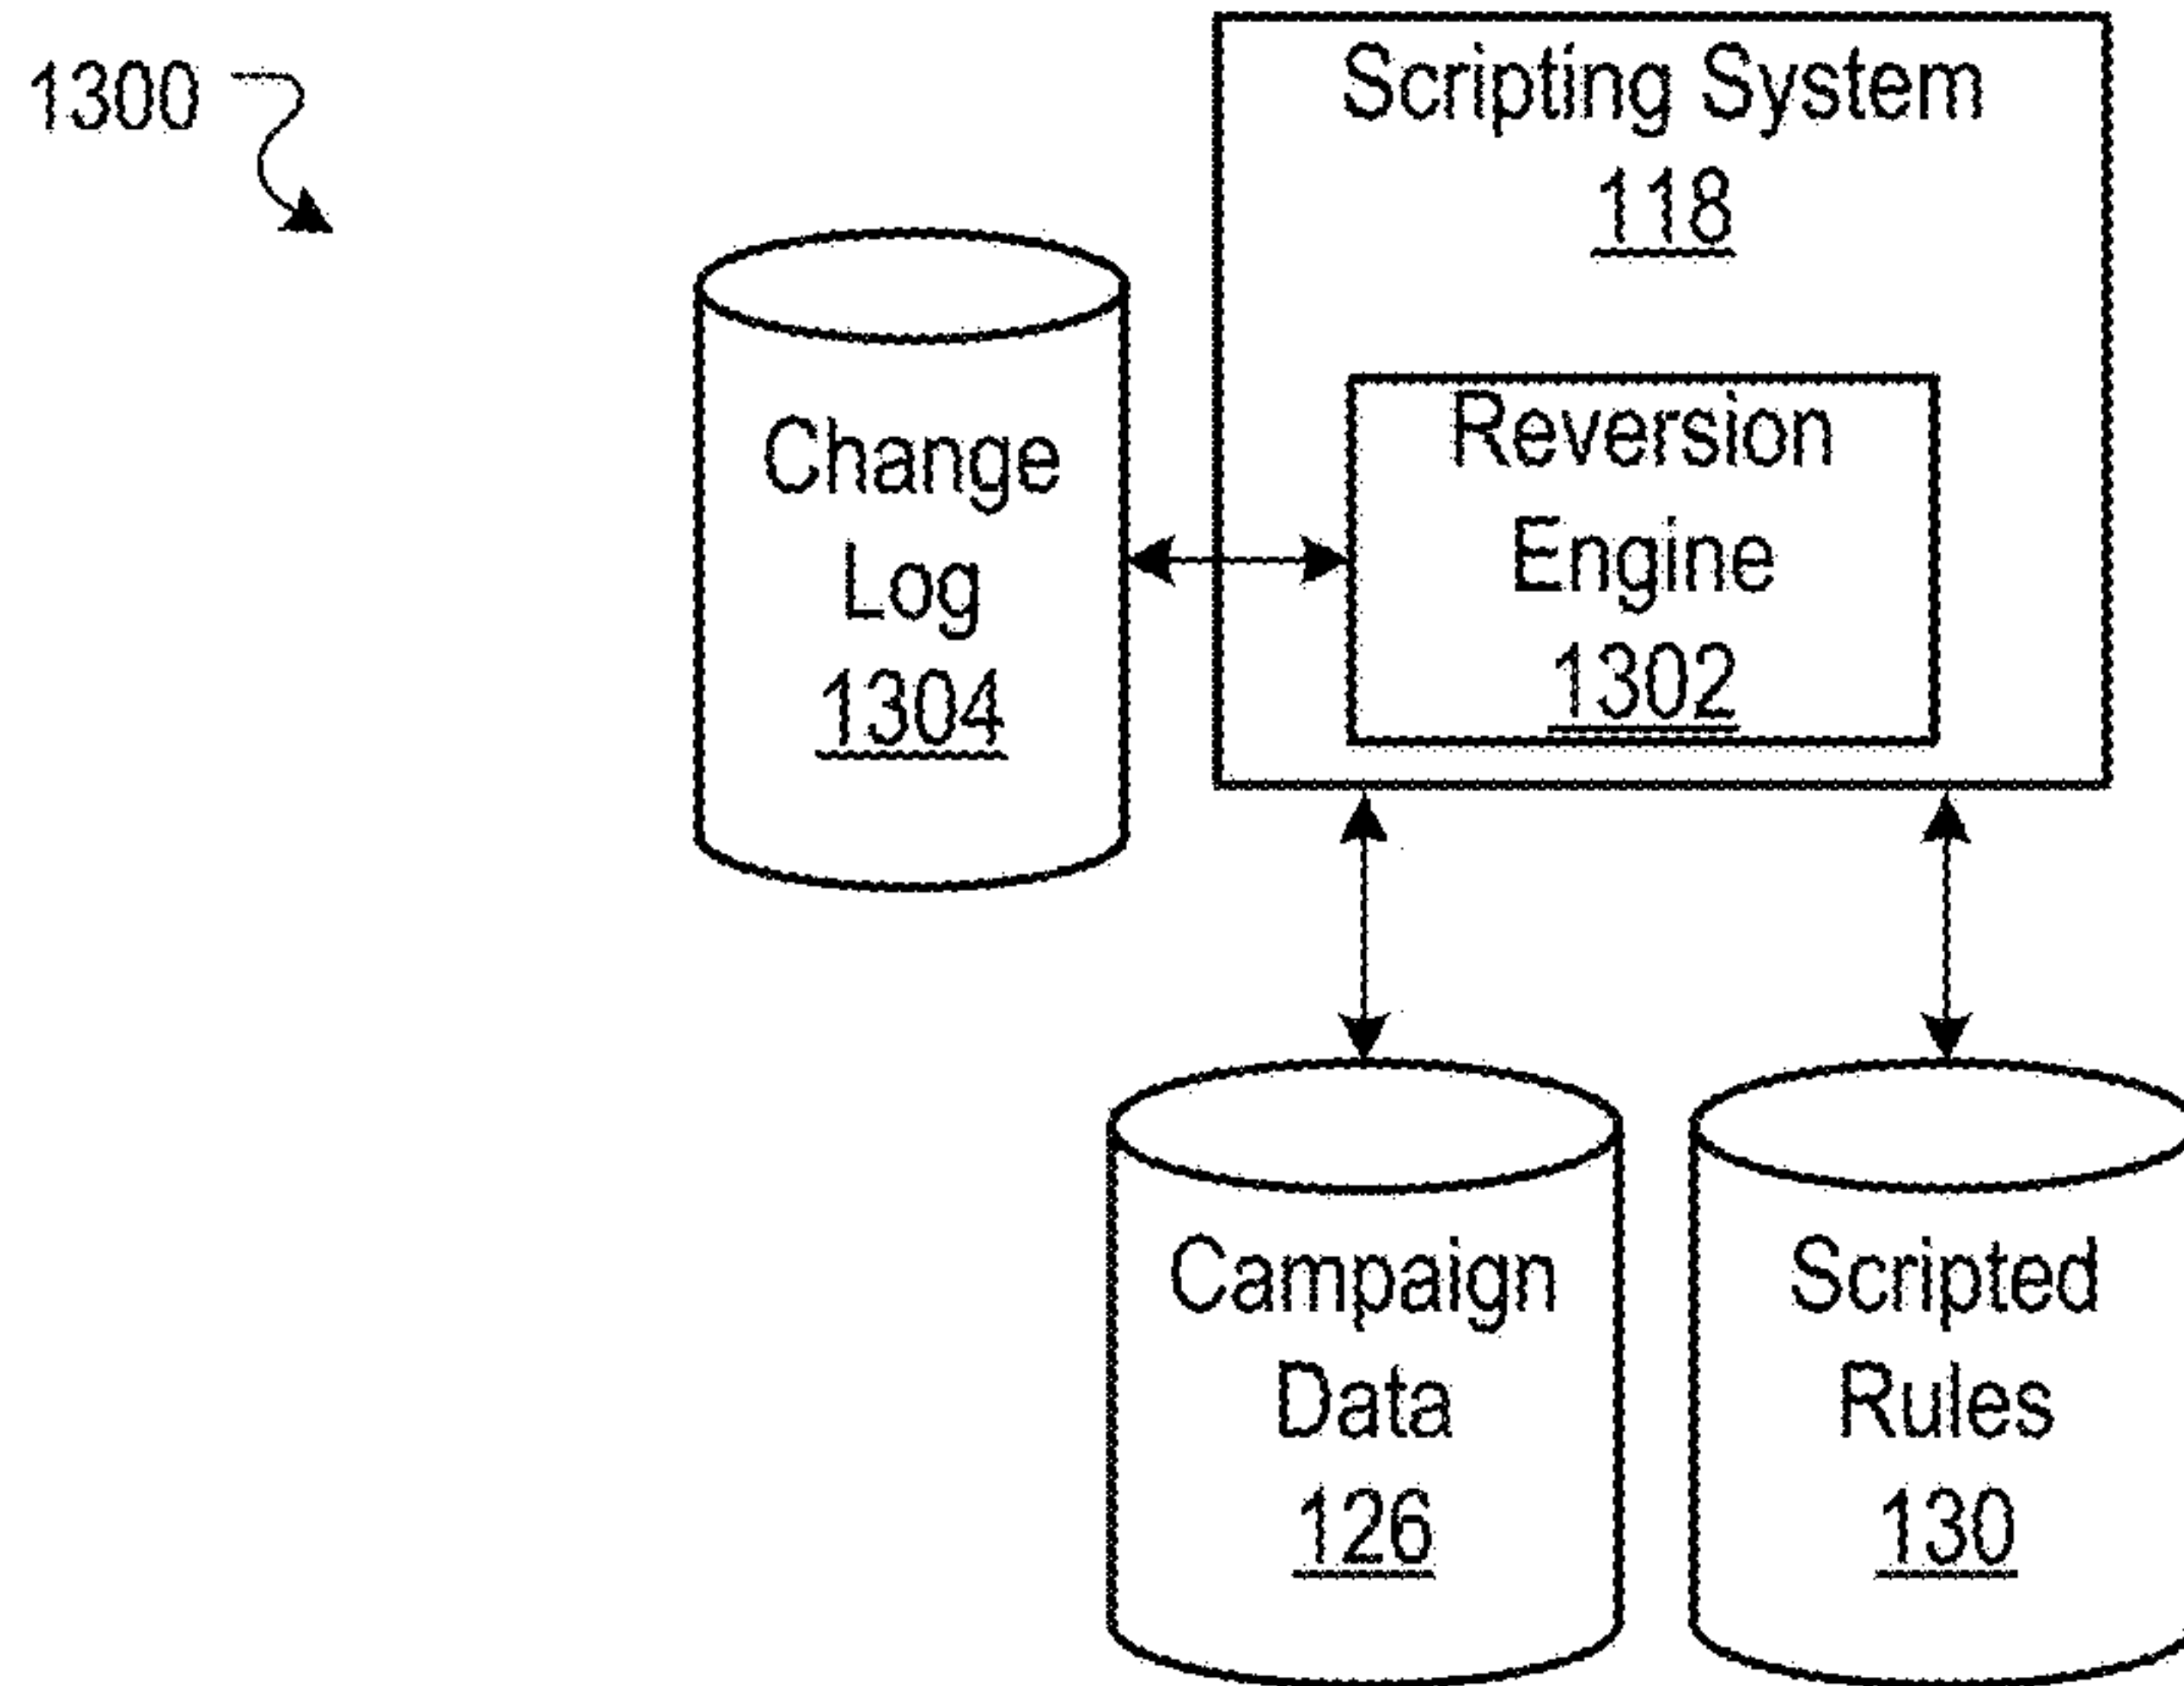 1300
Scripting System
118
Change
Log
1304
Reversion
Engine
1302
Campaign
Data
126
Scripted
Rules
130